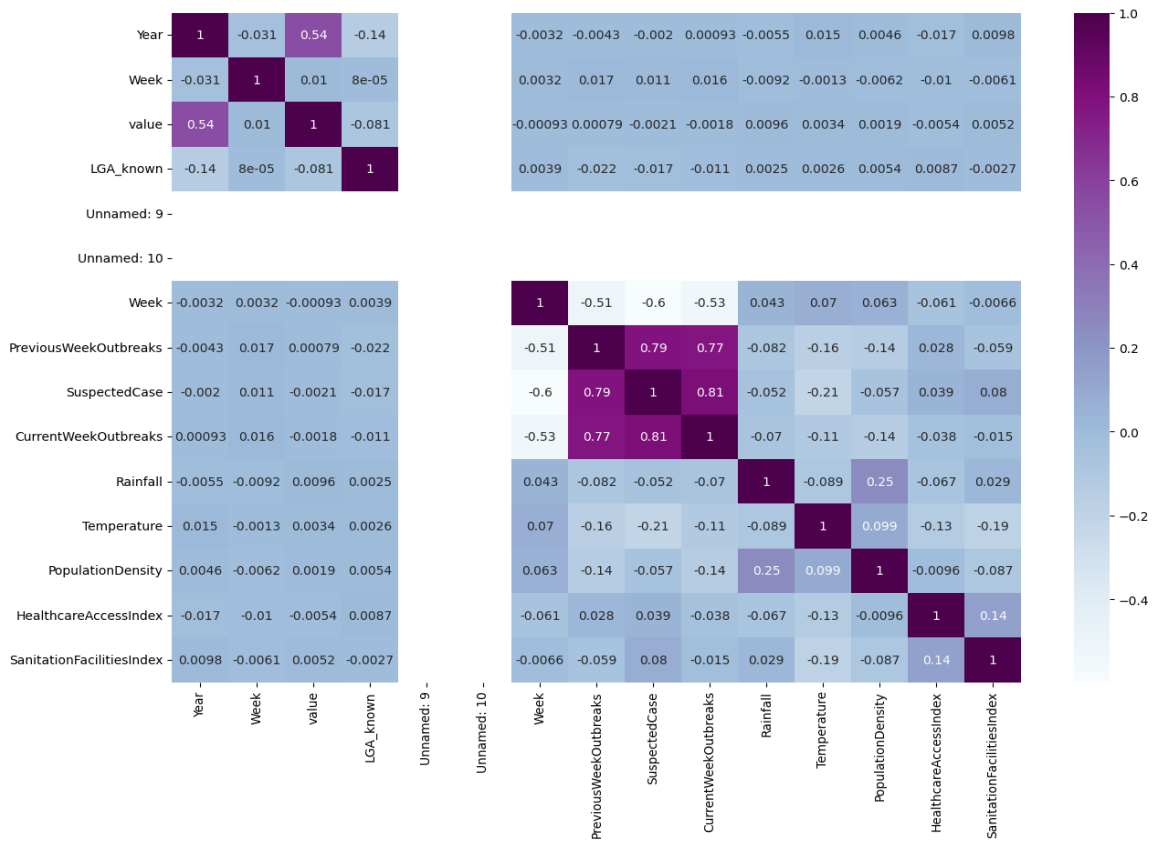 Year 1 -0.031 0.54 -0.14 -0.0032 -0.0043 -0.002 0.00093 -0.0055 0.015 0.0046 -0.017 0.0098
Week -0.031 1 0.01 8e-05 0.0032 0.017 0.011 0.016 -0.0092 -0.0013 -0.0062 -0.01 -0.0061
value 0.54 0.01 1 -0.081 -0.00093 0.00079 -0.0021 -0.0018 0.0096 0.0034 0.0019 -0.0054 0.0052
LGA_known -0.14 8e-05 -0.081 1 0.0039 -0.022 -0.017 -0.011 0.0025 0.0026 0.0054 0.0087 -0.0027
Unnamed: 9
Unnamed: 10
Week -0.0032 0.0032 -0.00093 0.0039 1 -0.51 -0.6 -0.53 0.043 0.07 0.063 -0.061 -0.0066
PreviousWeekOutbreaks -0.0043 0.017 0.00079 -0.022 -0.51 1 0.79 0.77 -0.082 -0.16 -0.14 0.028 -0.059
SuspectedCase -0.002 0.011 -0.0021 -0.017 -0.6 0.79 1 0.81 -0.052 -0.21 -0.057 0.039 0.08
CurrentWeekOutbreaks 0.00093 0.016 -0.0018 -0.011 -0.53 0.77 0.81 1 -0.07 -0.11 -0.14 -0.038 -0.015
Rainfall -0.0055 -0.0092 0.0096 0.0025 0.043 -0.082 -0.052 -0.07 1 -0.089 0.25 -0.067 0.029
Temperature 0.015 -0.0013 0.0034 0.0026 0.07 -0.16 -0.21 -0.11 -0.089 1 0.099 -0.13 -0.19
PopulationDensity 0.0046 -0.0062 0.0019 0.0054 0.063 -0.14 -0.057 -0.14 0.25 0.099 1 -0.0096 -0.087
HealthcareAccessIndex -0.017 -0.01 -0.0054 0.0087 -0.061 0.028 0.039 -0.038 -0.067 -0.13 -0.0096 1 0.14
SanitationFacilitiesIndex 0.0098 -0.0061 0.0052 -0.0027 -0.0066 -0.059 0.08 -0.015 0.029 -0.19 -0.087 0.14 1
Year
Week
value
LGA_known
Unnamed: 9
Unnamed: 10
Week
PreviousWeekOutbreaks
SuspectedCase
CurrentWeekOutbreaks
Rainfall
Temperature
PopulationDensity
HealthcareAccessIndex
SanitationFacilitiesIndex
1.0
0.8
0.6
0.4
0.2
0.0
−0.2
−0.4